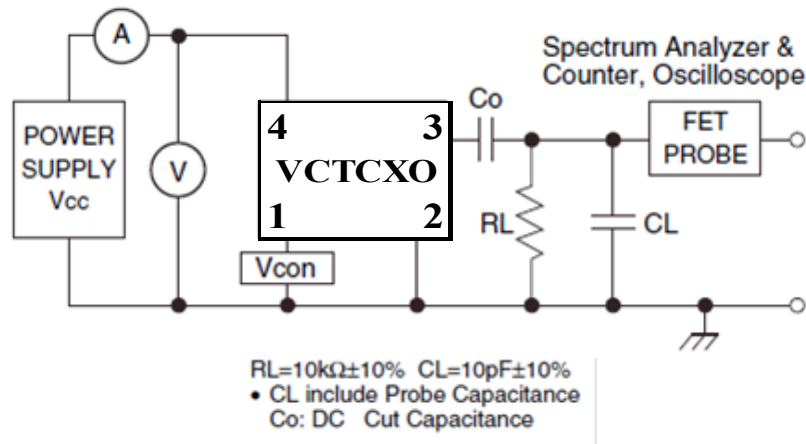 A
Spectrum Analyzer &
Counter, Oscilloscope
POWER
SUPPLY
Vcc
V
4 3
VCTCXO
1 2
Co
FET
PROBE
RL
CL
Vcon
RL=10kΩ±10% CL=10pF±10%
• CL include Probe Capacitance
Co: DC Cut Capacitance